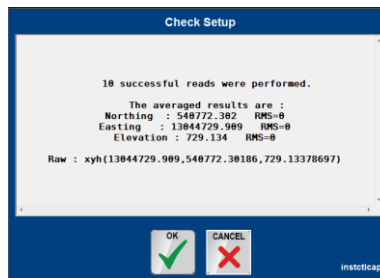 Check Setup
10 successful reads were performed.
The averaged results are :
Northing : 540772.302 RMS=0
Easting : 13044729.909 RMS=0
Elevation : 729.134 RMS=0
Raw : xyh(13044729.909,540772.30186,729.13378697)
OK
CANCEL
instctlcap